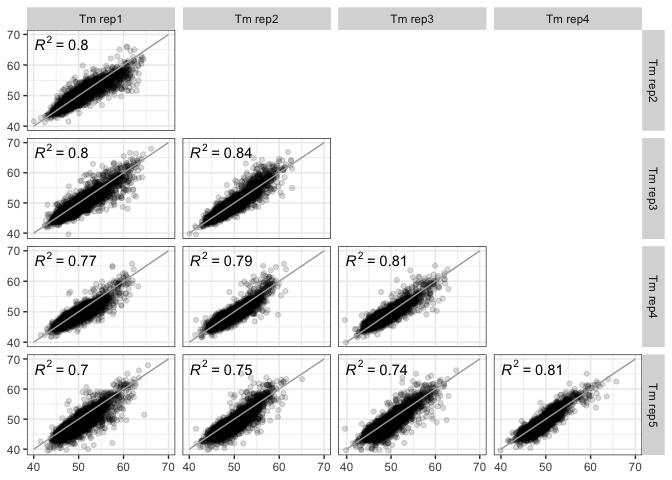 Tm rep1 Tm rep2 Tm rep3 Tm rep4
70
R² = 0.8
60
50
40
Tm rep2
70
R² = 0.8 R² = 0.84
60
50
40
Tm rep3
70
R² = 0.77 R² = 0.79 R² = 0.81
60
50
40
Tm rep4
70
R² = 0.7 R² = 0.75 R² = 0.74 R² = 0.81
60
50
40
Tm rep5
40 50 60 70 40 50 60 70 40 50 60 70 40 50 60 70